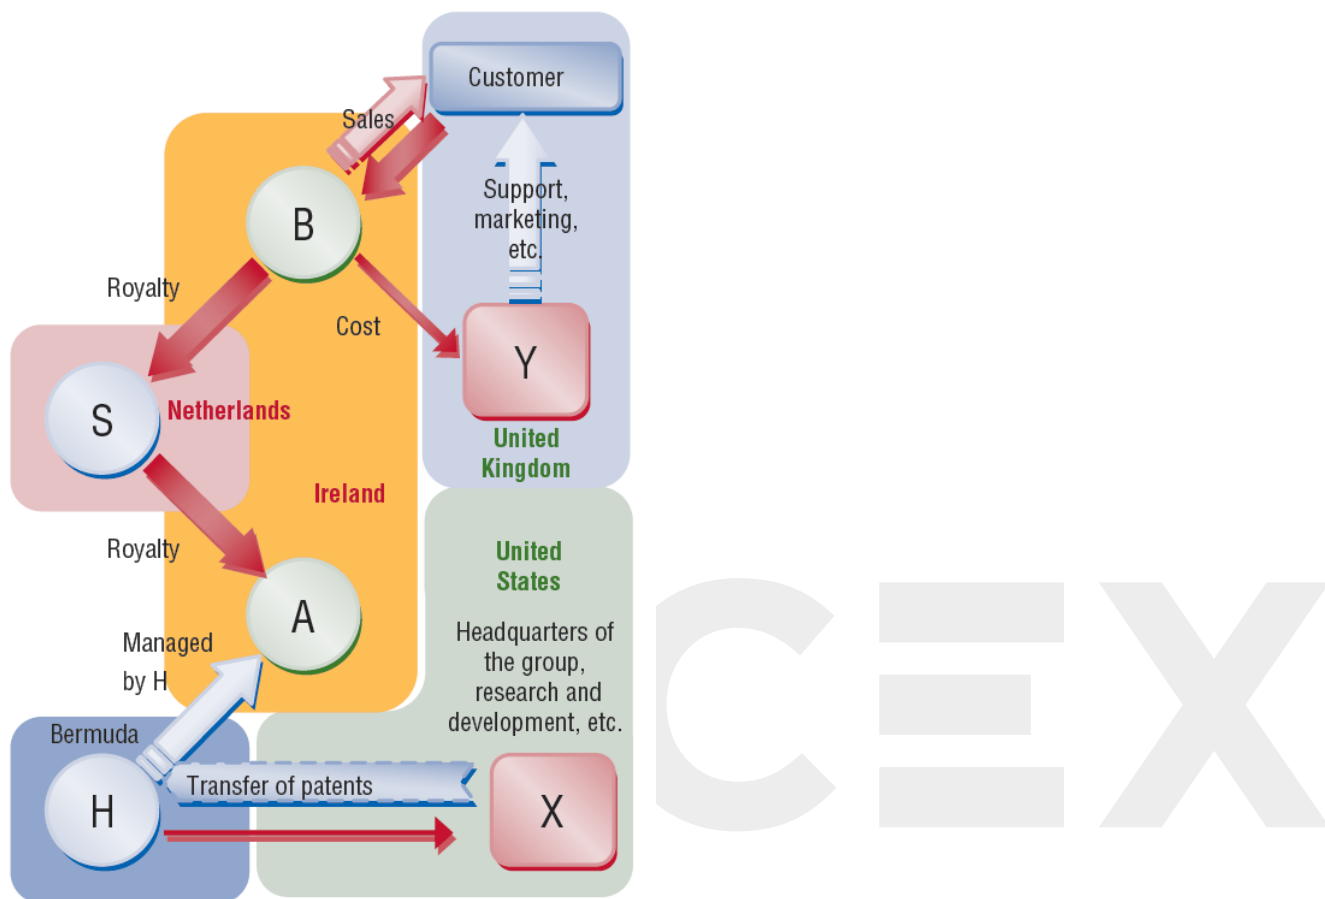 Customer
Sales
Support,
marketing,
etc.
B
Royalty
Cost
Y
S
Netherlands
United
Kingdom
Ireland
Royalty
United
States
A
Headquarters of
the group,
research and
development, etc.
Managed
by H
Bermuda
Transfer of patents
H
X
CEX